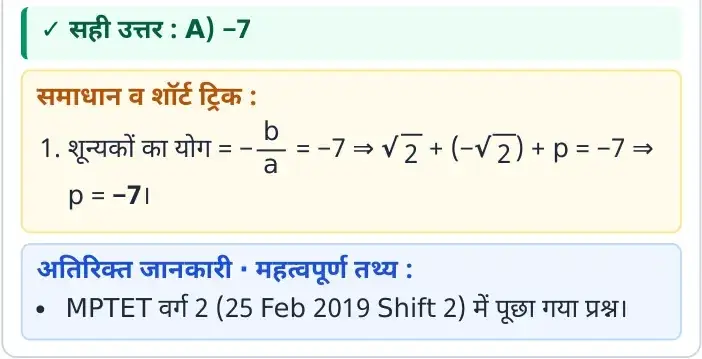 ✓ सही उत्तर : A) −7
समाधान व शॉर्ट ट्रिक :
1. शून्यकों का योग = −b/a = −7 ⇒ √2 + (−√2) + p = −7 ⇒
p = −7।
अतिरिक्त जानकारी · महत्वपूर्ण तथ्य :
• MPTET वर्ग 2 (25 Feb 2019 Shift 2) में पूछा गया प्रश्न।